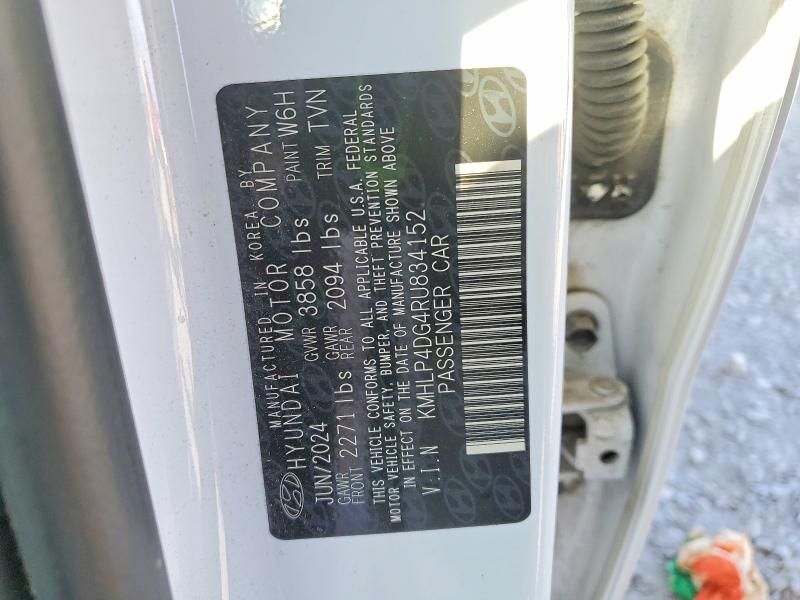 MANUFACTURED IN KOREA BY
HYUNDAI MOTOR COMPANY
JUN/2024 GVWR 3858 lbs PAINT W6H
GAWR FRONT 2271 lbs GAWR REAR 2094 lbs TRIM TVN
THIS VEHICLE CONFORMS TO ALL APPLICABLE U.S.A. FEDERAL
MOTOR VEHICLE SAFETY, BUMPER, AND THEFT PREVENTION STANDARDS
IN EFFECT ON THE DATE OF MANUFACTURE SHOWN ABOVE
V.I.N KMHLP4DG4RU834152
PASSENGER CAR